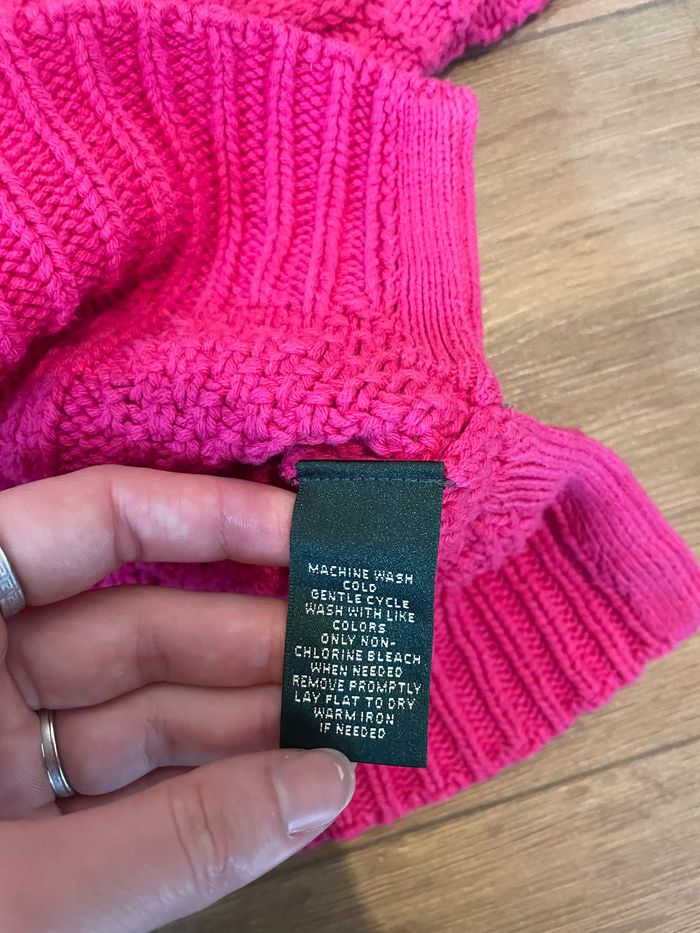 MACHINE WASH
COLD
GENTLE CYCLE
WASH WITH LIKE
COLORS
ONLY NON-
CHLORINE BLEACH
WHEN NEEDED
REMOVE PROMPTLY
LAY FLAT TO DRY
WARM IRON
IF NEEDED